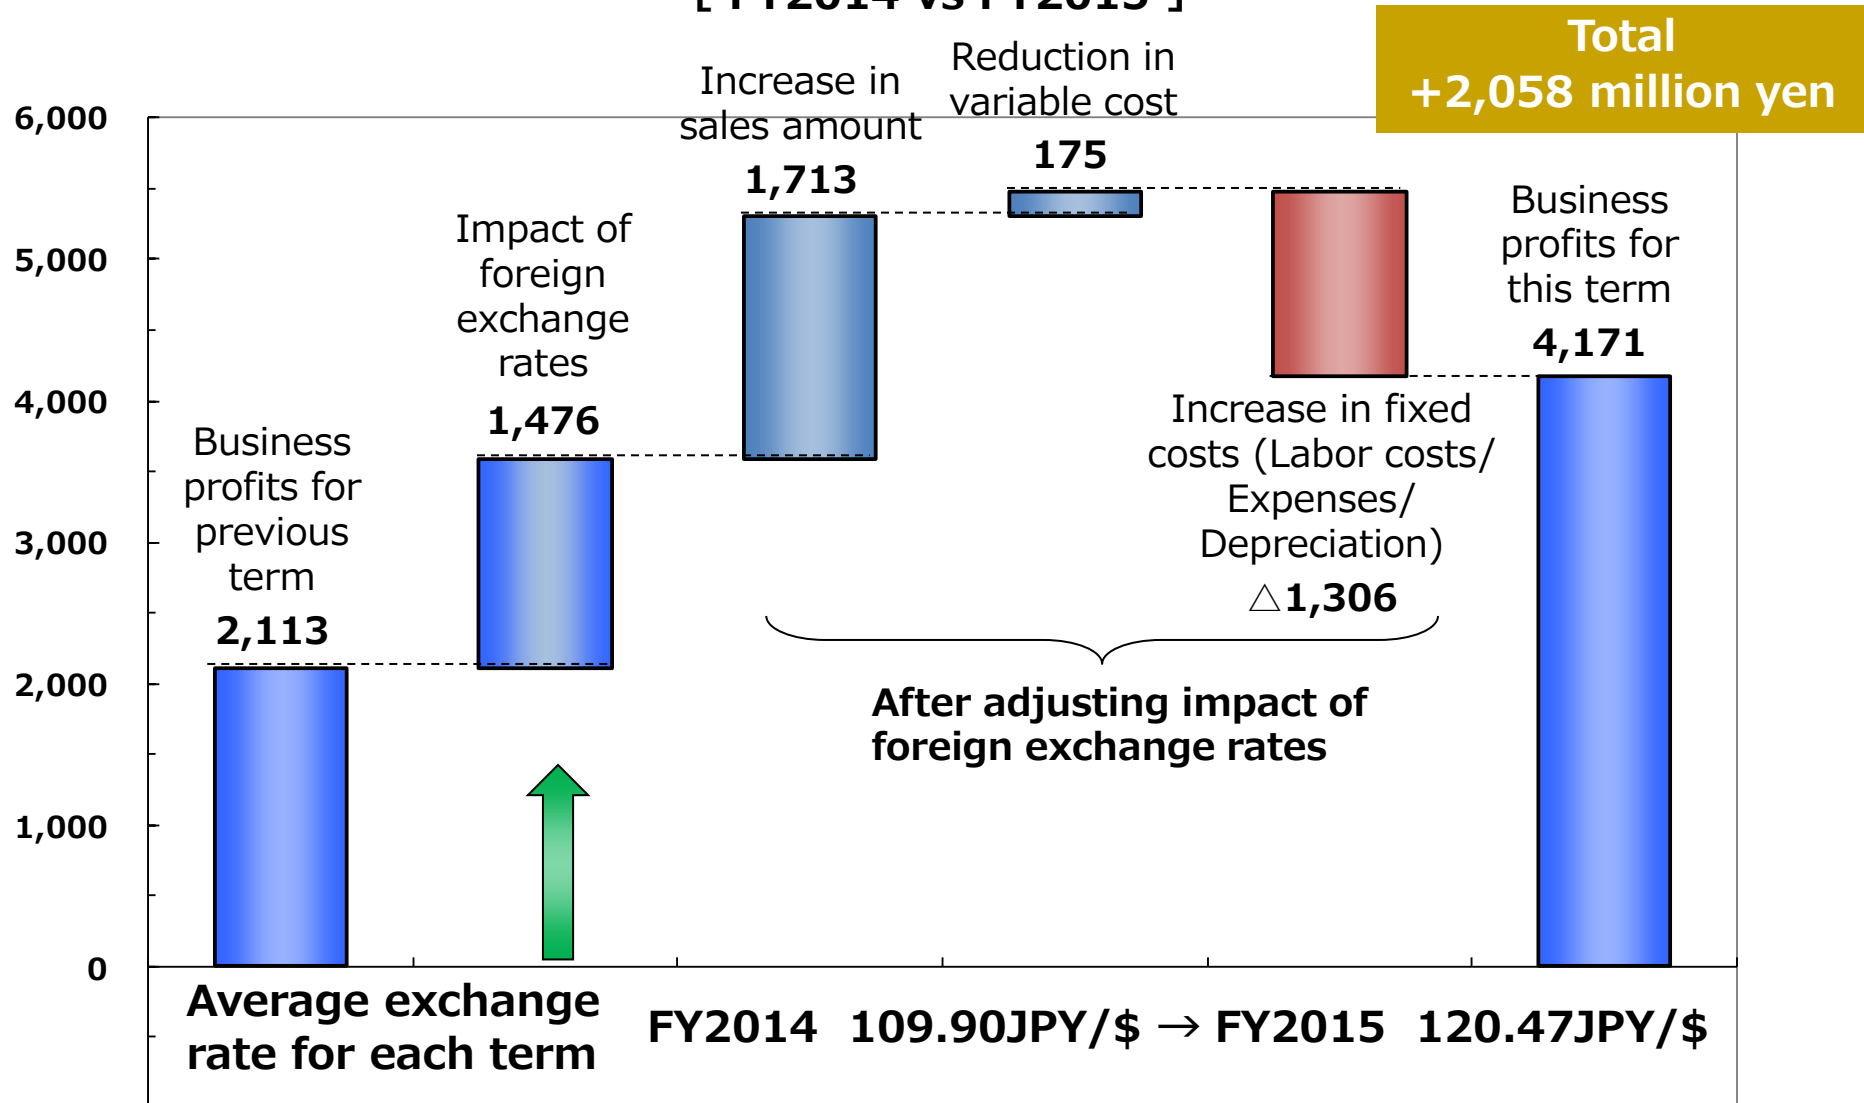 [ FY2014 vs FY2015 ]
Total
+2,058 million yen
6,000
5,000
4,000
3,000
2,000
1,000
0
Business
profits for
previous
term
2,113
Impact of
foreign
exchange
rates
1,476
Increase in
sales amount
1,713
Reduction in
variable cost
175
Increase in fixed
costs (Labor costs/
Expenses/
Depreciation)
△1,306
Business
profits for
this term
4,171
After adjusting impact of
foreign exchange rates
Average exchange
rate for each term
FY2014 109.90JPY/$ → FY2015 120.47JPY/$